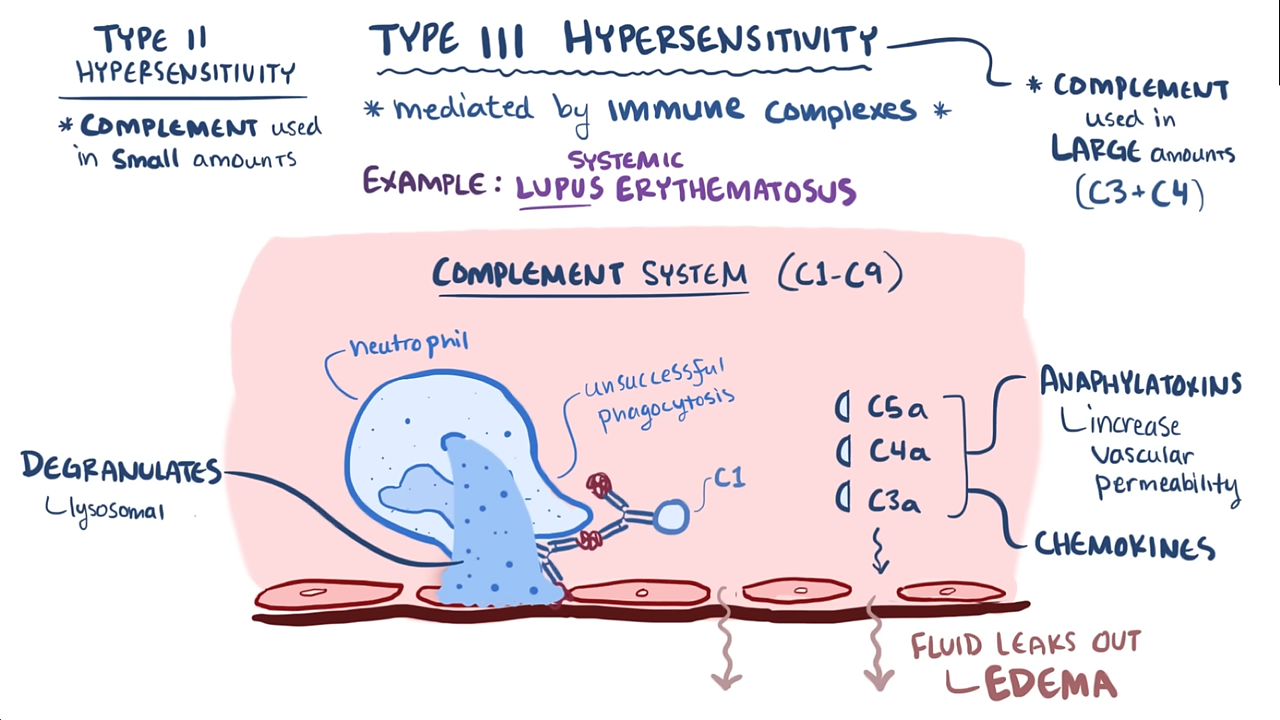 TYPE II
HYPERSENSITIVITY
* COMPLEMENT used
in Small amounts
TYPE III HYPERSENSITIVITY
* mediated by immune complexes *
SYSTEMIC
EXAMPLE: LUPUS ERYTHEMATOSUS
* COMPLEMENT
used in
LARGE amounts
(C3+C4)
COMPLEMENT SYSTEM (C1-C9)
neutrophil
unsuccessful
phagocytosis
C1
DEGRANULATES
lysosomal
C5a
C4a
C3a
ANAPHYLATOXINS
increase
vascular
permeability
CHEMOKINES
FLUID LEAKS OUT
EDEMA